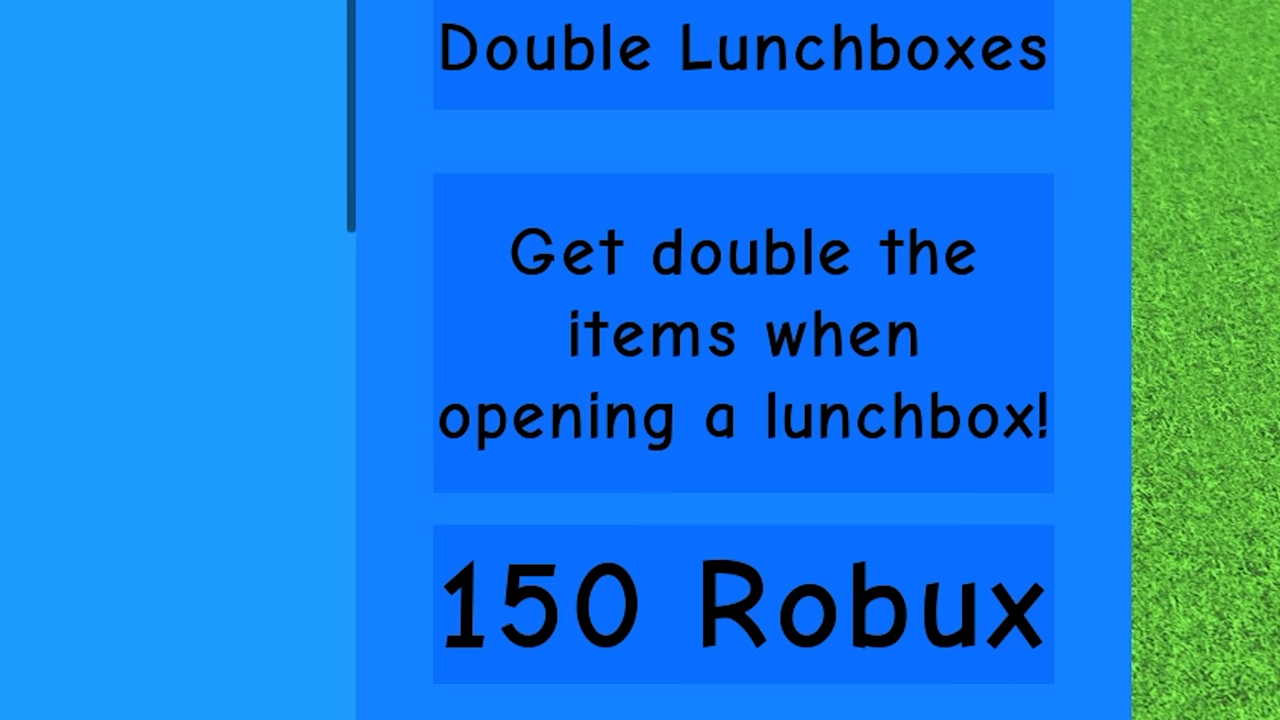 Double Lunchboxes
Get double the
items when
opening a lunchbox!
150 Robux